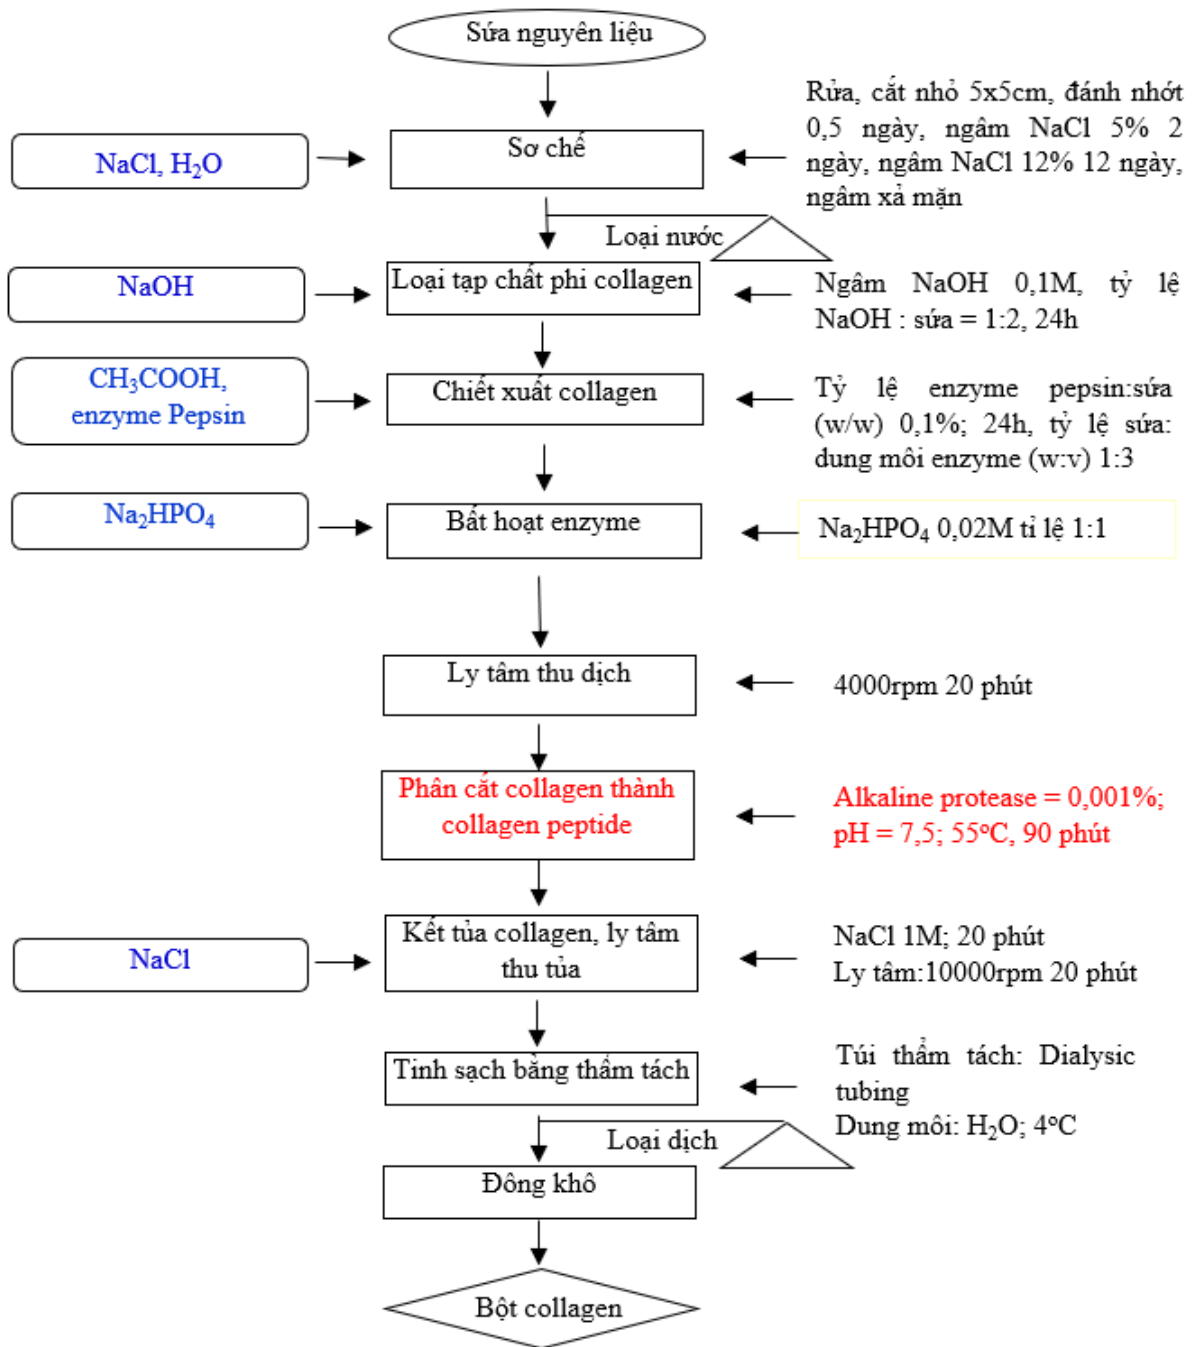 Sứa nguyên liệu
Rửa, cắt nhỏ 5x5cm, đánh nhớt
0,5 ngày, ngâm NaCl 5% 2
ngày, ngâm NaCl 12% 12 ngày,
ngâm xả mặn
NaCl, H₂O
Sơ chế
Loại nước
NaOH
Loại tạp chất phi collagen
Ngâm NaOH 0,1M, tỷ lệ
NaOH : sứa = 1:2, 24h
CH₃COOH,
enzyme Pepsin
Chiết xuất collagen
Tỷ lệ enzyme pepsin:sứa
(w/w) 0,1%; 24h, tỷ lệ sứa:
dung môi enzyme (w:v) 1:3
Na₂HPO₄
Bất hoạt enzyme
Na₂HPO₄ 0,02M tỉ lệ 1:1
Ly tâm thu dịch
4000rpm 20 phút
Phân cắt collagen thành
collagen peptide
Alkaline protease = 0,001%;
pH = 7,5; 55°C, 90 phút
NaCl
Kết tủa collagen, ly tâm
thu tủa
NaCl 1M; 20 phút
Ly tâm:10000rpm 20 phút
Tinh sạch bằng thẩm tách
Túi thẩm tách: Dialysic
tubing
Dung môi: H₂O; 4°C
Loại dịch
Đông khô
Bột collagen